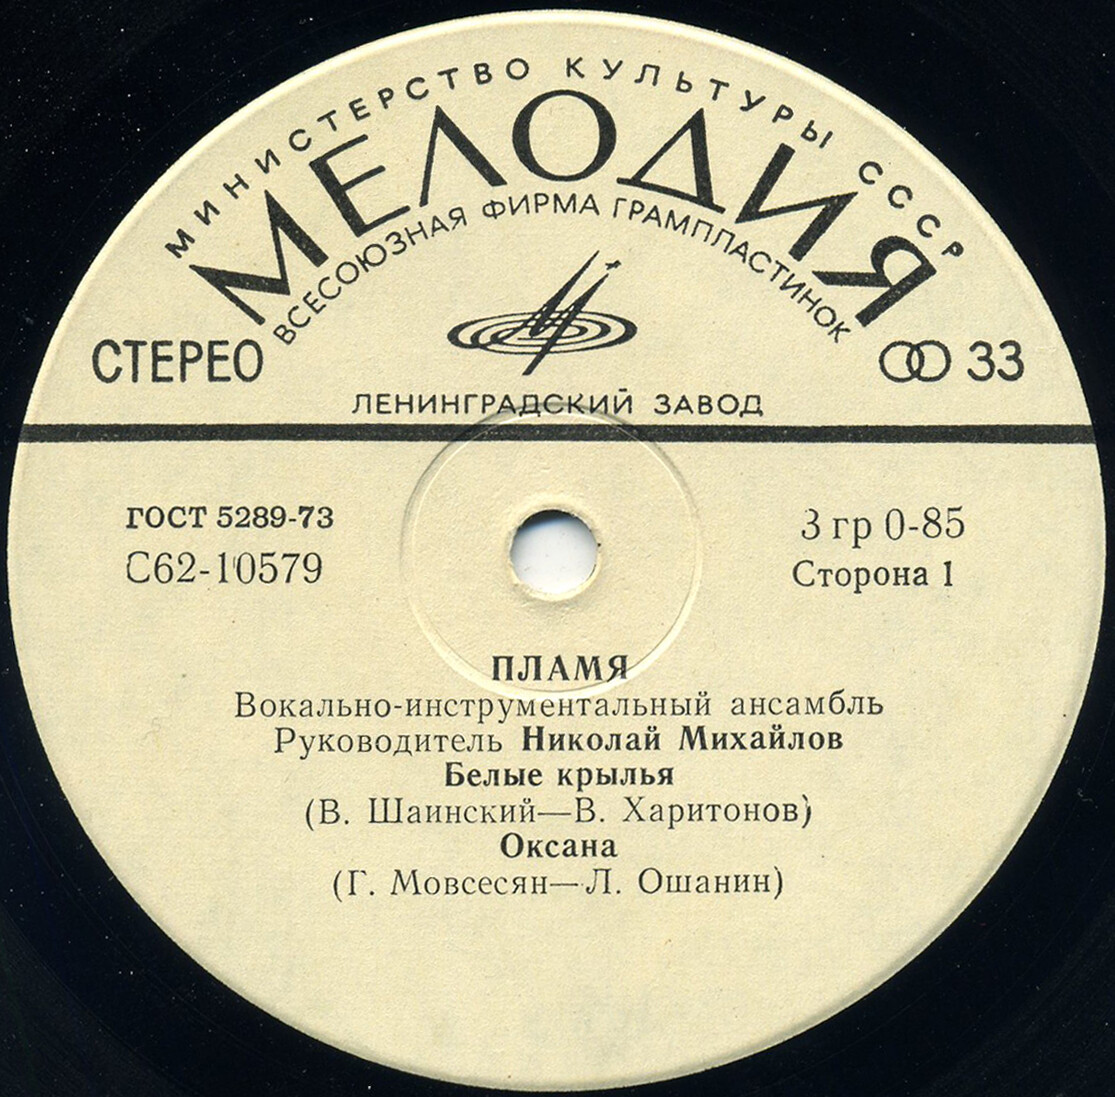 МИНИСТЕРСТВО КУЛЬТУРЫ СССР
МЕЛОДИЯ
ВСЕСОЮЗНАЯ ФИРМА ГРАМПЛАСТИНОК
СТЕРЕО
33
ЛЕНИНГРАДСКИЙ ЗАВОД
ГОСТ 5289-73
С62-10579
3 гр 0-85
Сторона 1
ПЛАМЯ
Вокально-инструментальный ансамбль
Руководитель Николай Михайлов
Белые крылья
(В. Шаинский—В. Харитонов)
Оксана
(Г. Мовсесян—Л. Ошанин)